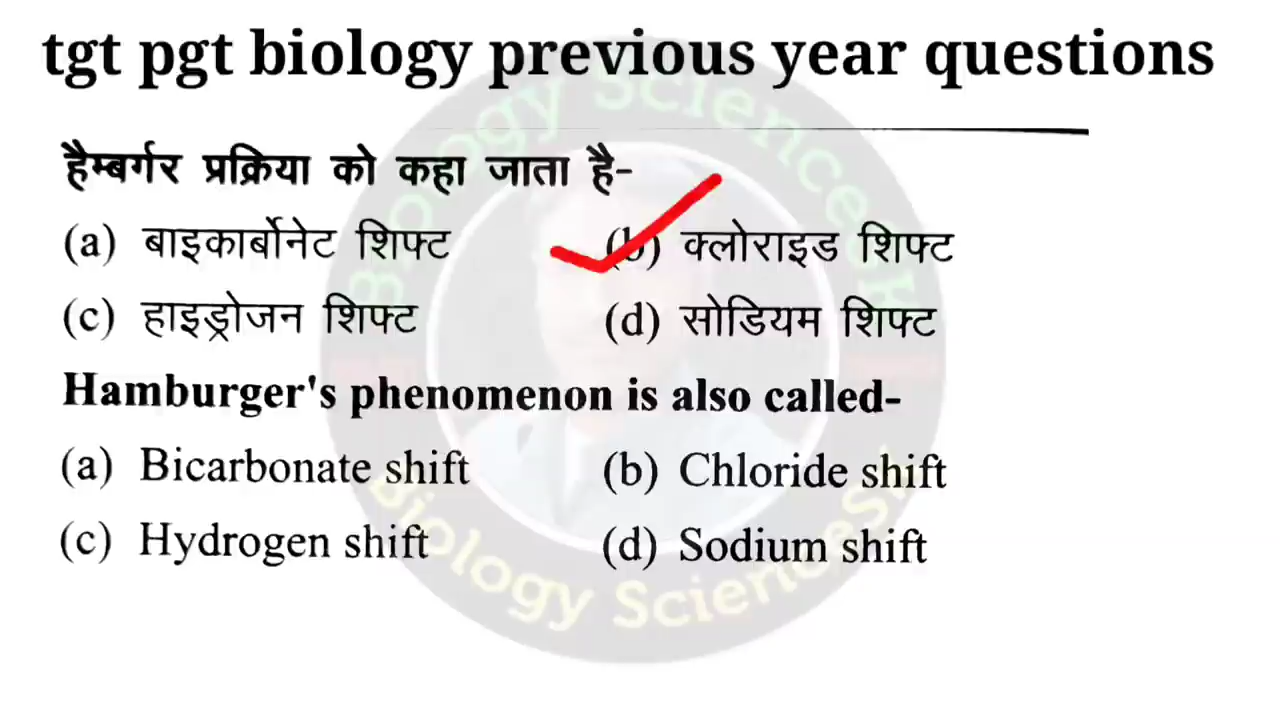 tgt pgt biology previous year questions
हैम्बर्गर प्रक्रिया को कहा जाता है-
(a) बाइकार्बोनेट शिफ्ट (b) क्लोराइड शिफ्ट
(c) हाइड्रोजन शिफ्ट (d) सोडियम शिफ्ट
Hamburger's phenomenon is also called-
(a) Bicarbonate shift (b) Chloride shift
(c) Hydrogen shift (d) Sodium shift